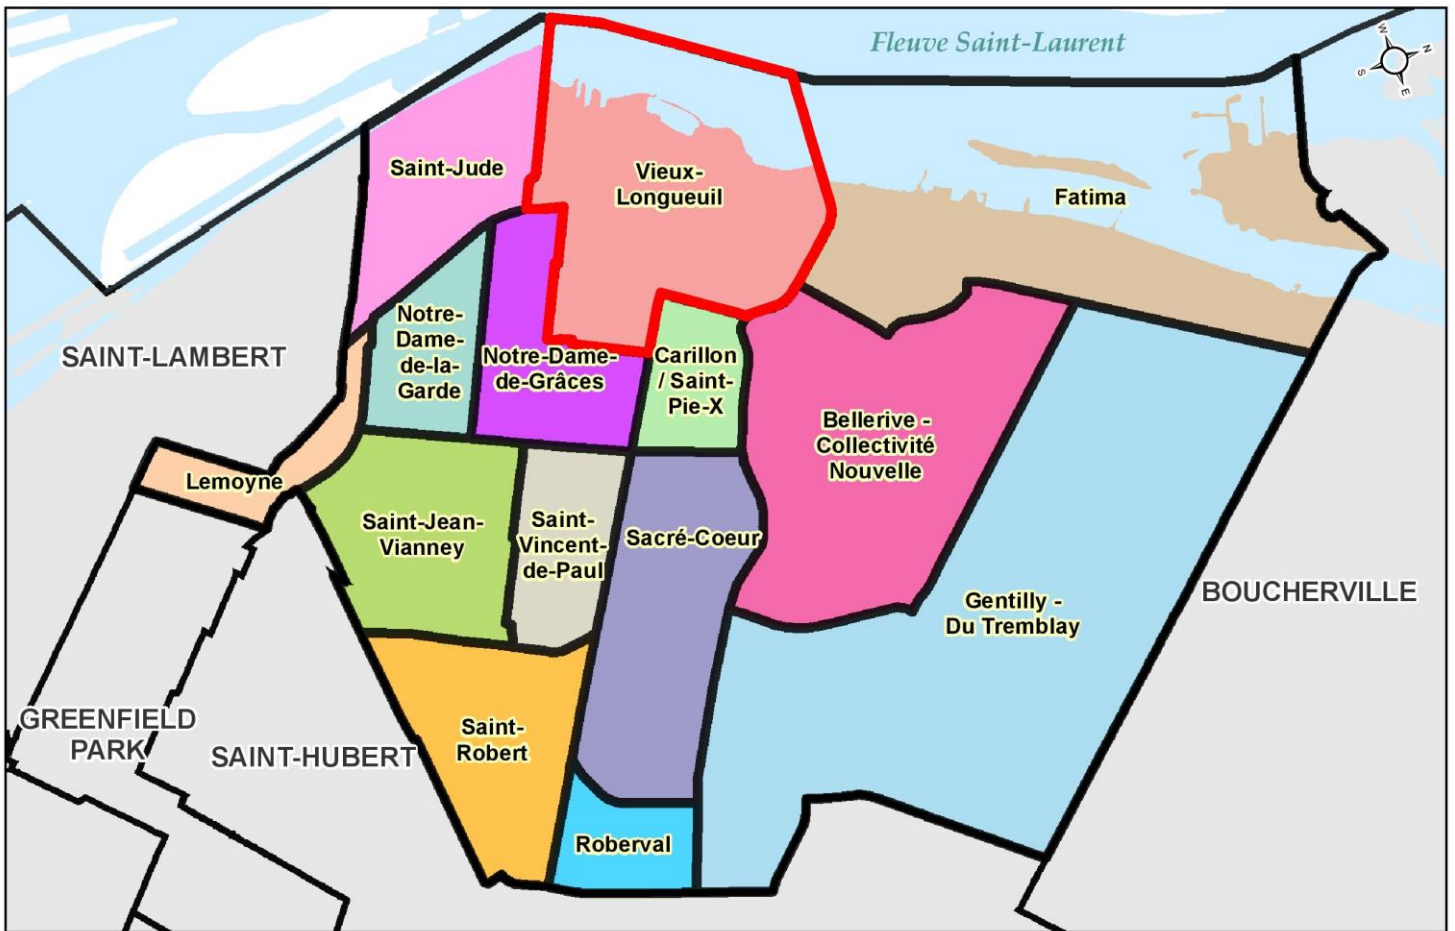 Fleuve Saint-Laurent
W
N
S
E
Saint-Jude
Vieux-
Longueuil
Fatima
Notre-
Dame-
de-la-
Garde
SAINT-LAMBERT
Notre-Dame-
de-Grâces
Carillon
/ Saint-
Pie-X
Bellerive -
Collectivité
Nouvelle
Lemoyne
Saint-Jean-
Vianney
Saint-
Vincent-
de-Paul
Sacré-Coeur
BOUCHERVILLE
Gentilly -
Du Tremblay
GREENFIELD
PARK
SAINT-HUBERT
Saint-
Robert
Roberval